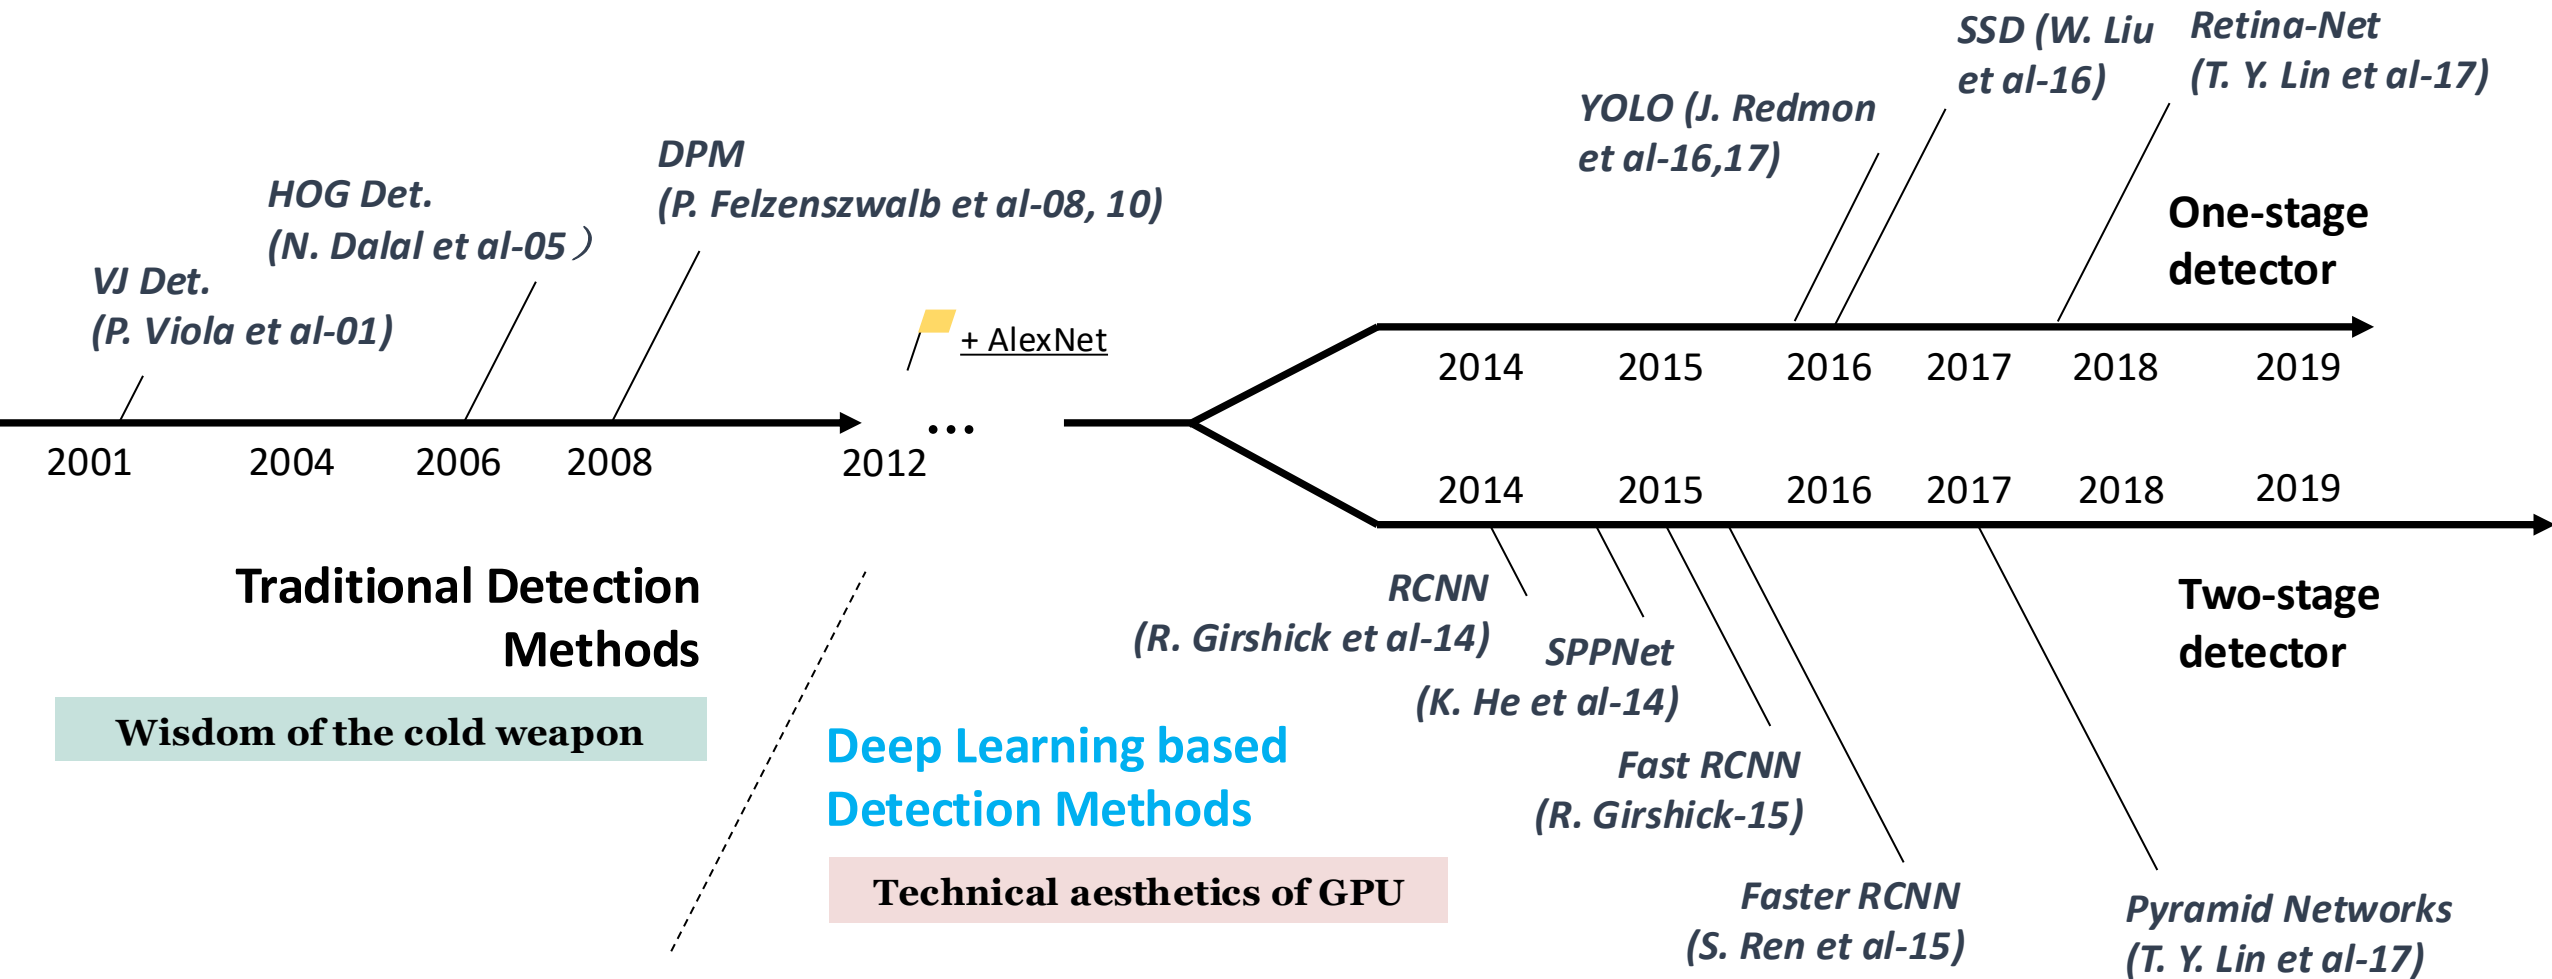 VJ Det.
(P. Viola et al-01)
HOG Det.
(N. Dalal et al-05）
DPM
(P. Felzenszwalb et al-08, 10)
+ AlexNet
...
2001
2004
2006
2008
2012
Traditional Detection
Methods
Wisdom of the cold weapon
Deep Learning based
Detection Methods
Technical aesthetics of GPU
YOLO (J. Redmon
et al-16,17)
SSD (W. Liu
et al-16)
Retina-Net
(T. Y. Lin et al-17)
One-stage
detector
2014
2015
2016
2017
2018
2019
2014
2015
2016
2017
2018
2019
RCNN
(R. Girshick et al-14)
SPPNet
(K. He et al-14)
Fast RCNN
(R. Girshick-15)
Faster RCNN
(S. Ren et al-15)
Pyramid Networks
(T. Y. Lin et al-17)
Two-stage
detector